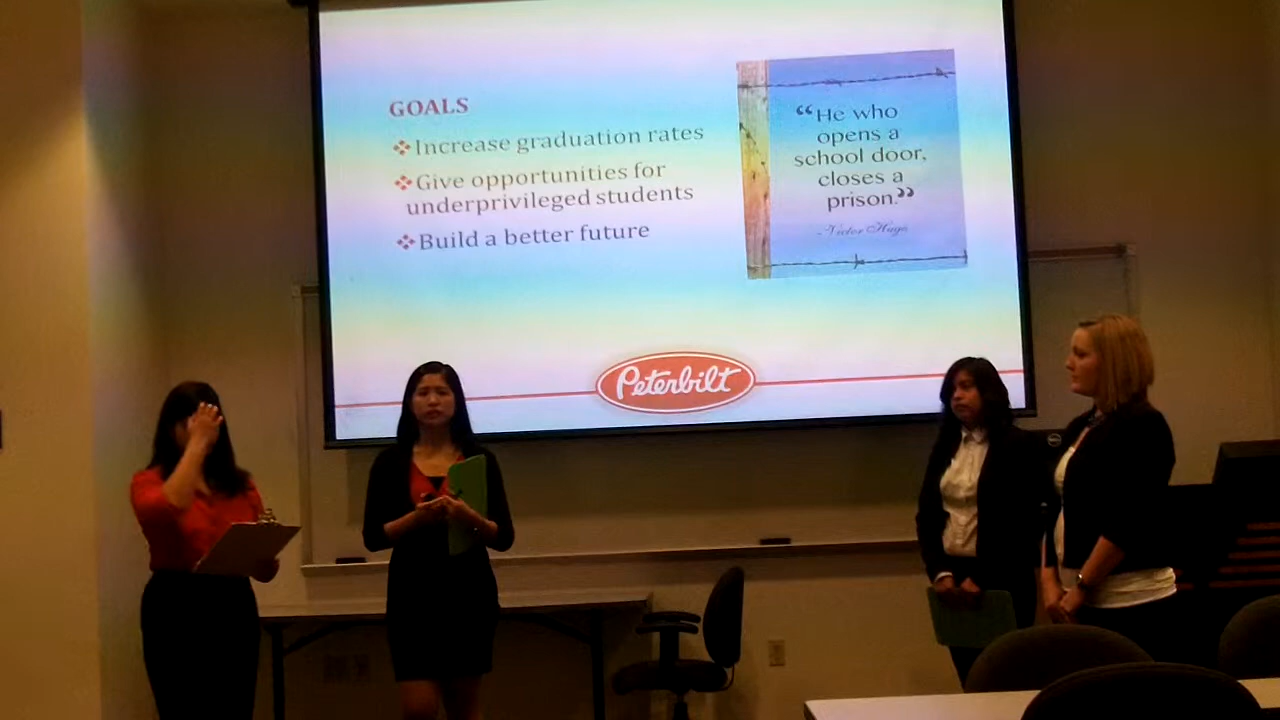 GOALS
❖Increase graduation rates
❖Give opportunities for
underprivileged students
❖Build a better future
“He who
opens a
school door,
closes a
prison.”
-Victor Hugo
Peterbilt